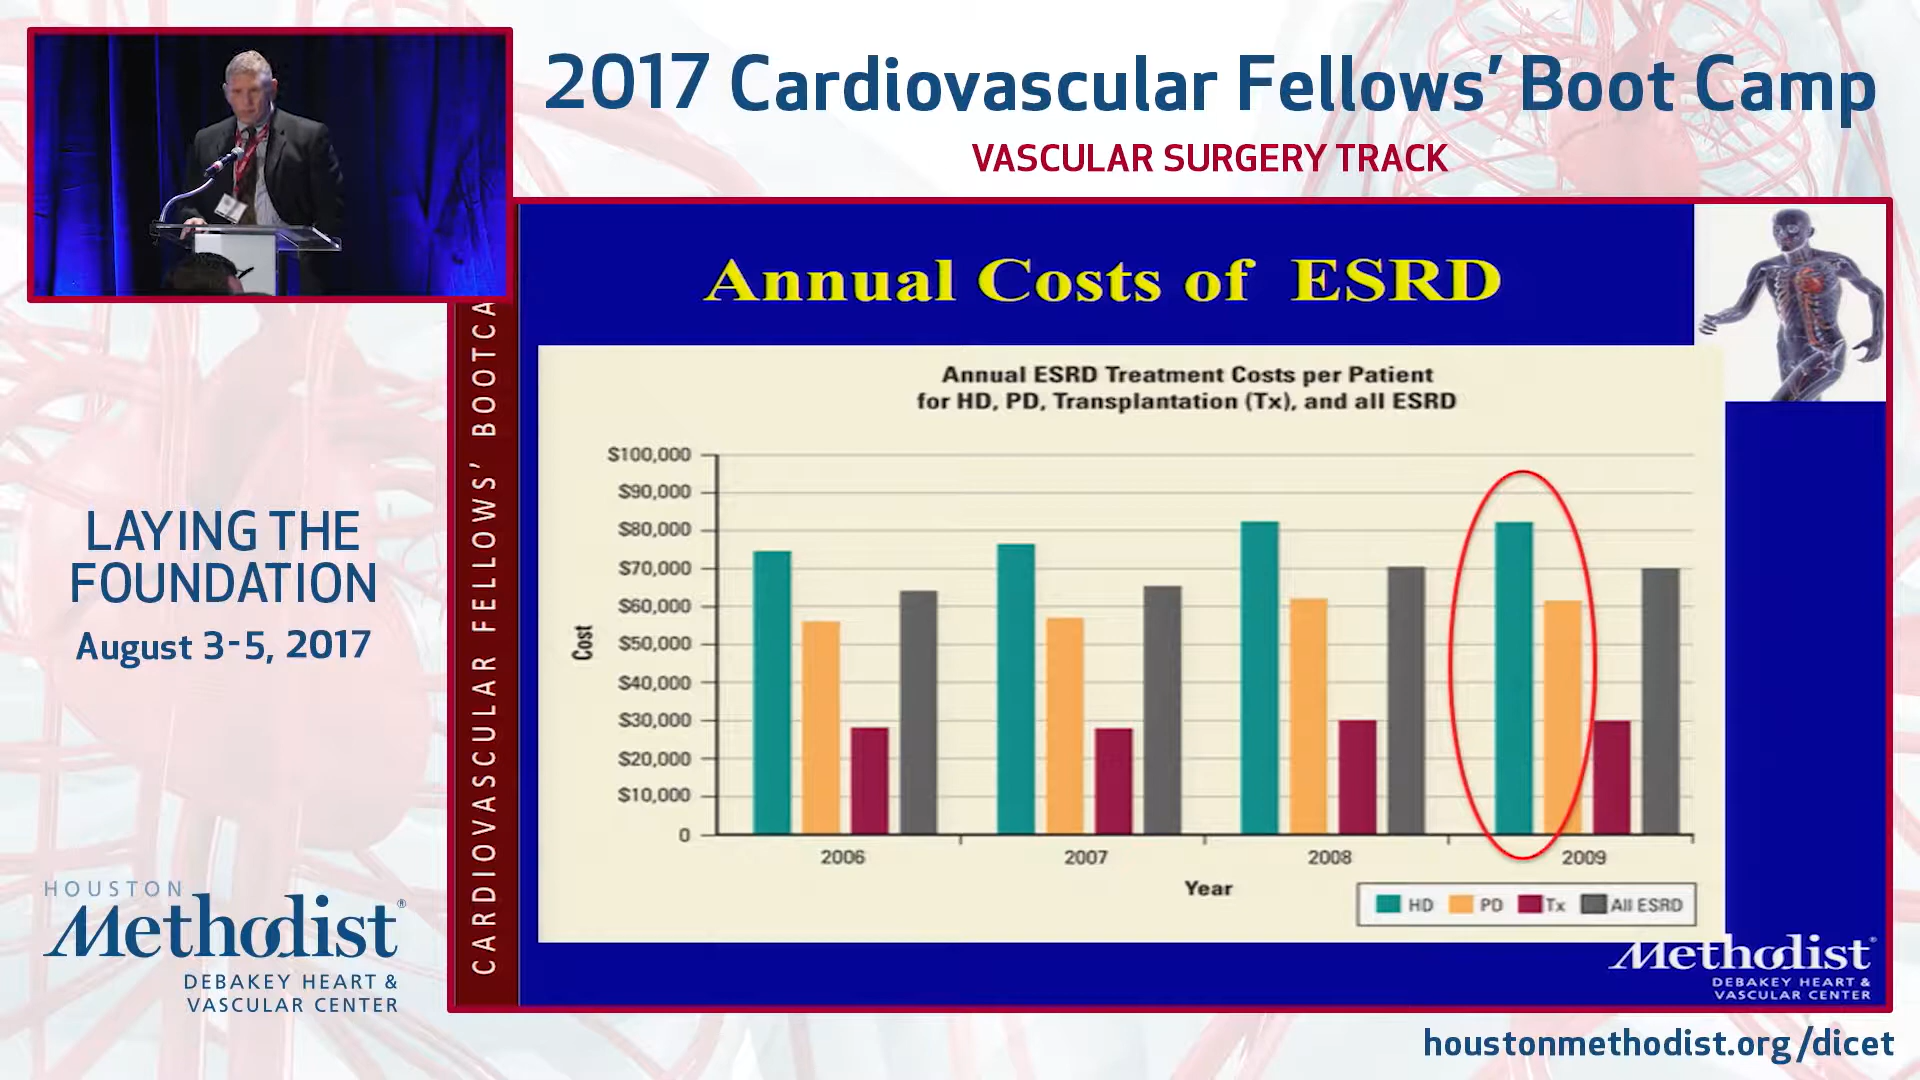 2017 Cardiovascular Fellows' Boot Camp
VASCULAR SURGERY TRACK
LAYING THE
FOUNDATION
August 3-5, 2017
HOUSTON
Methodist®
DEBAKEY HEART &
VASCULAR CENTER
CARDIOVASCULAR FELLOWS' BOOTCA
Annual Costs of ESRD
Annual ESRD Treatment Costs per Patient
for HD, PD, Transplantation (Tx), and all ESRD
Cost
$100,000
$90,000
$80,000
$70,000
$60,000
$50,000
$40,000
$30,000
$20,000
$10,000
0
2006 2007 2008 2009
Year
HD PD Tx All ESRD
Methodist®
DEBAKEY HEART &
VASCULAR CENTER
houstonmethodist.org/dicet